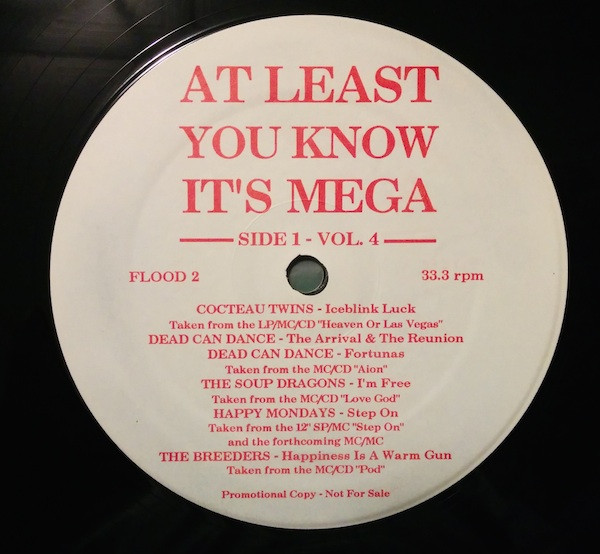 AT LEAST
YOU KNOW
IT'S MEGA
SIDE 1 - VOL. 4
FLOOD 2 33.3 rpm
COCTEAU TWINS - Iceblink Luck
Taken from the LP/MC/CD "Heaven Or Las Vegas"
DEAD CAN DANCE - The Arrival & The Reunion
DEAD CAN DANCE - Fortunas
Taken from the MC/CD "Aion"
THE SOUP DRAGONS - I'm Free
Taken from the MC/CD "Love God"
HAPPY MONDAYS - Step On
Taken from the 12" SP/MC "Step On"
and the forthcoming MC/MC
THE BREEDERS - Happiness Is A Warm Gun
Taken from the MC/CD "Pod"
Promotional Copy - Not For Sale